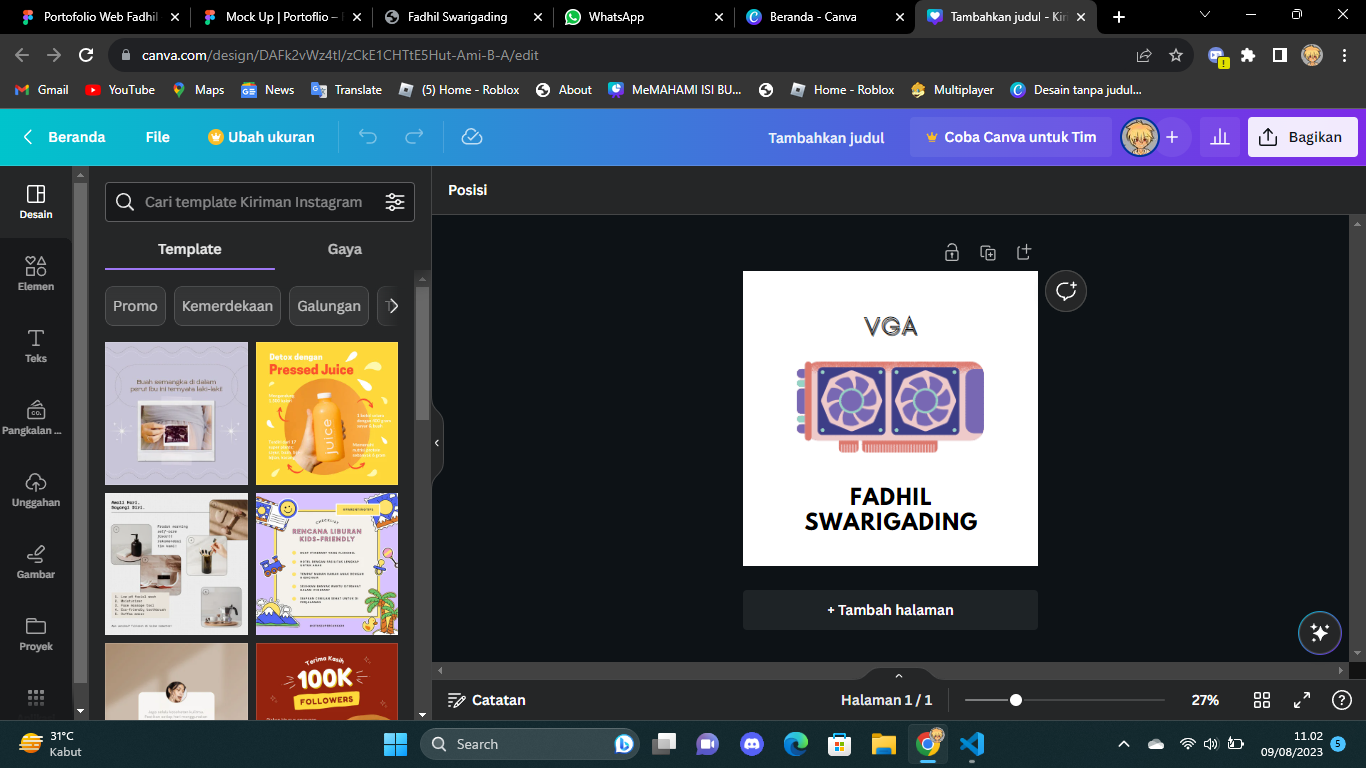 Portofolio Web Fadhil
Mock Up | Portoflio –
Fadhil Swarigading
WhatsApp
Beranda - Canva
Tambahkan judul - Kir
canva.com/design/DAFk2vWz4tI/zCkE1CHTtE5Hut-Ami-B-A/edit
Gmail
YouTube
Maps
News
Translate
(5) Home - Roblox
About
MeMAHAMI ISI BU...
Home - Roblox
Multiplayer
Desain tanpa judul...
Beranda
File
Ubah ukuran
Tambahkan judul
Coba Canva untuk Tim
Bagikan
Desain
Elemen
Teks
Pangkalan ...
Unggahan
Gambar
Proyek
Cari template Kiriman Instagram
Template
Gaya
Promo
Kemerdekaan
Galungan
Buah semangka di dalam
perut Ibu ini ternyata laki-laki!
Detox dengan
Pressed Juice
juice
Awali Hari.
Sayangi Diri.
CHECKLIST
RENCANA LIBURAN
KIDS-FRIENDLY
Terima Kasih
100K
FOLLOWERS
Posisi
VGA
FADHIL
SWARIGADING
+ Tambah halaman
Catatan
Halaman 1 / 1
27%
31°C
Kabut
Search
11.02
09/08/2023
5